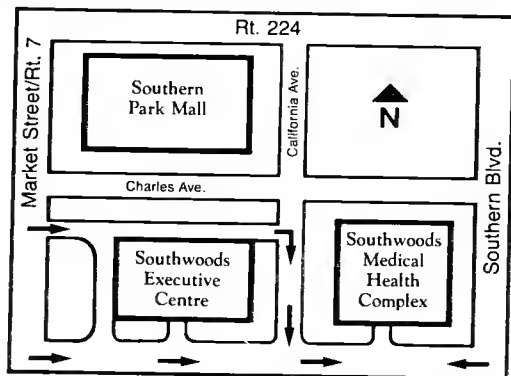 Rt. 224
Market Street/Rt. 7
Southern
Park Mall
California Ave.
N
Southern Blvd.
Charles Ave.
Southwoods
Executive
Centre
Southwoods
Medical
Health
Complex